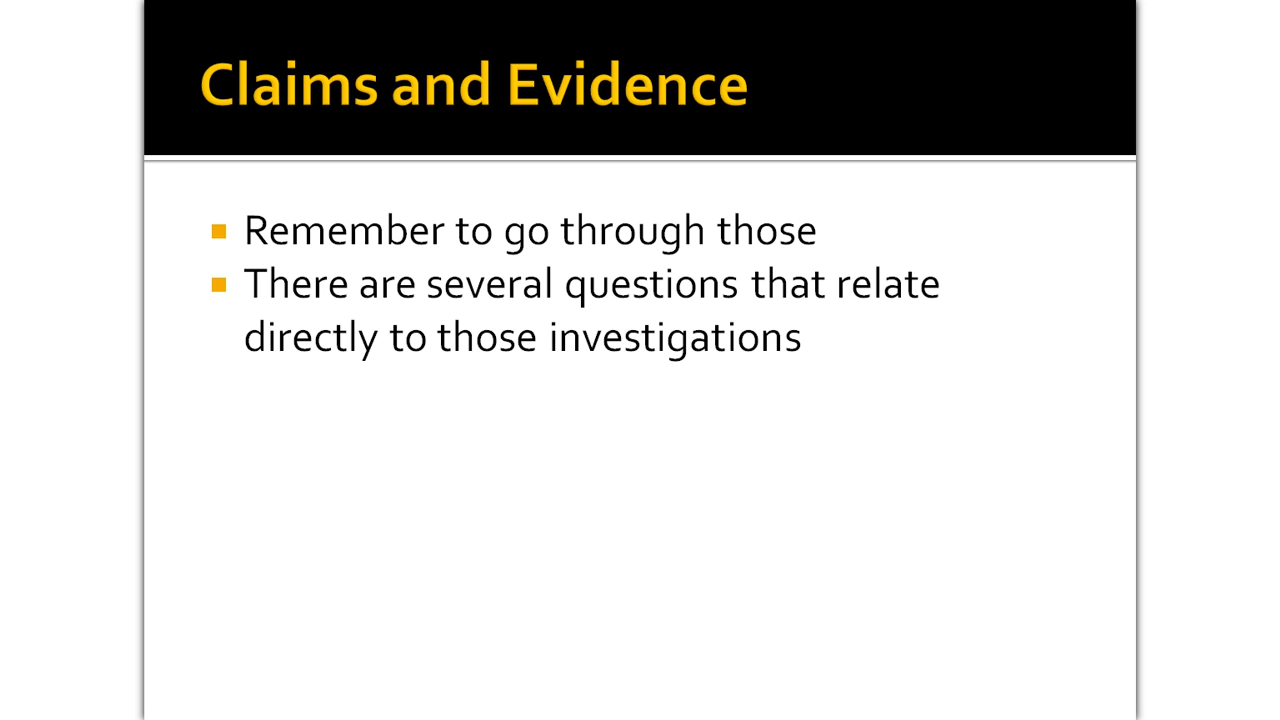 Claims and Evidence
Remember to go through those
There are several questions that relate
directly to those investigations